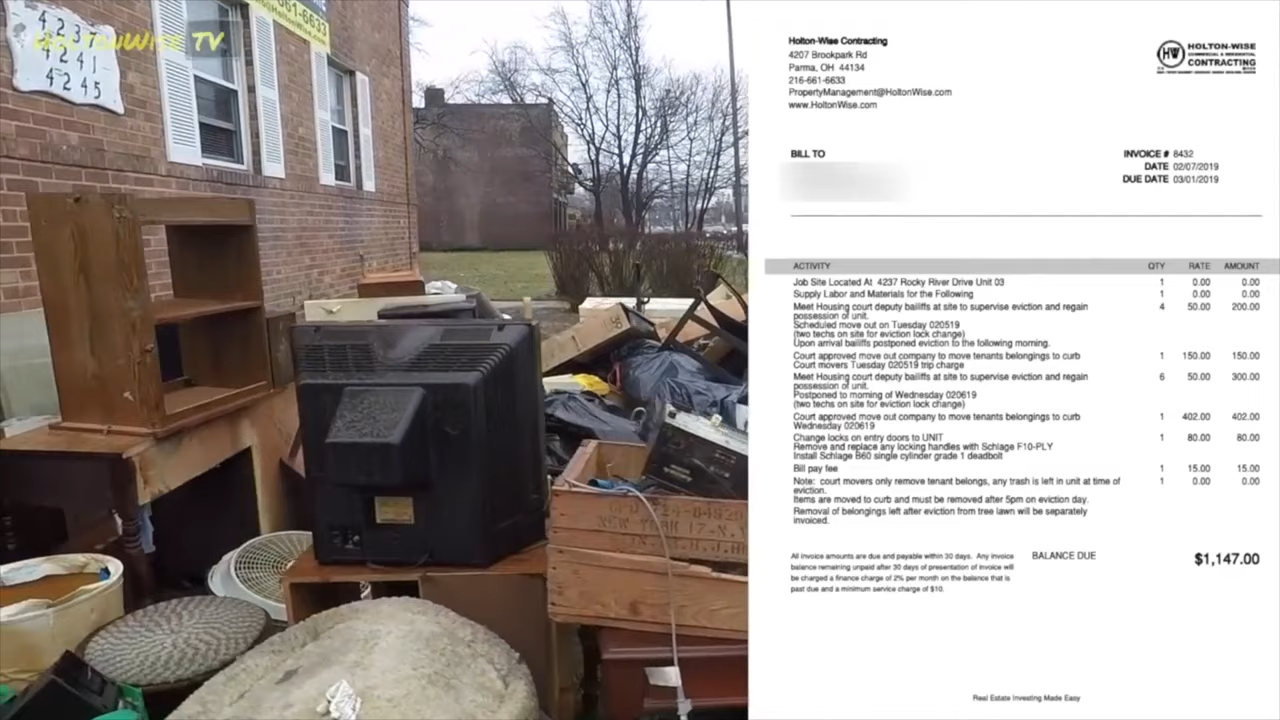 HOLTONWISE TV
4237
4241
4245
661-6633
HoltonWise.com
Holton-Wise Contracting
4207 Brookpark Rd
Parma, OH 44134
216-661-6633
PropertyManagement@HoltonWise.com
www.HoltonWise.com
HW
HOLTON-WISE
COMMERCIAL & RESIDENTIAL
CONTRACTING
BILL TO
INVOICE # 8432
DATE 02/07/2019
DUE DATE 03/01/2019
ACTIVITY QTY RATE AMOUNT
Job Site Located At 4237 Rocky River Drive Unit 03 1 0.00 0.00
Supply Labor and Materials for the Following 1 0.00 0.00
Meet Housing court deputy bailiffs at site to supervise eviction and regain 4 50.00 200.00
possession of unit.
Scheduled move out on Tuesday 020519
(two techs on site for eviction lock change)
Upon arrival bailiffs postponed eviction to the following morning.
Court approved move out company to move tenants belongings to curb 1 150.00 150.00
Court movers Tuesday 020519 trip charge
Meet Housing court deputy bailiffs at site to supervise eviction and regain 6 50.00 300.00
possession of unit.
Postponed to morning of Wednesday 020619
(two techs on site for eviction lock change)
Court approved move out company to move tenants belongings to curb 1 402.00 402.00
Wednesday 020619
Change locks on entry doors to UNIT 1 80.00 80.00
Remove and replace any locking handles with Schlage F10-PLY
Install Schlage B60 single cylinder grade 1 deadbolt
Bill pay fee 1 15.00 15.00
Note: court movers only remove tenant belongs, any trash is left in unit at time of 1 0.00 0.00
eviction.
Items are moved to curb and must be removed after 5pm on eviction day.
Removal of belongings left after eviction from tree lawn will be separately
invoiced.
All invoice amounts are due and payable within 30 days. Any invoice
balance remaining unpaid after 30 days of presentation of invoice will
be charged a finance charge of 2% per month on the balance that is
past due and a minimum service charge of $10.
BALANCE DUE $1,147.00
Real Estate Investing Made Easy